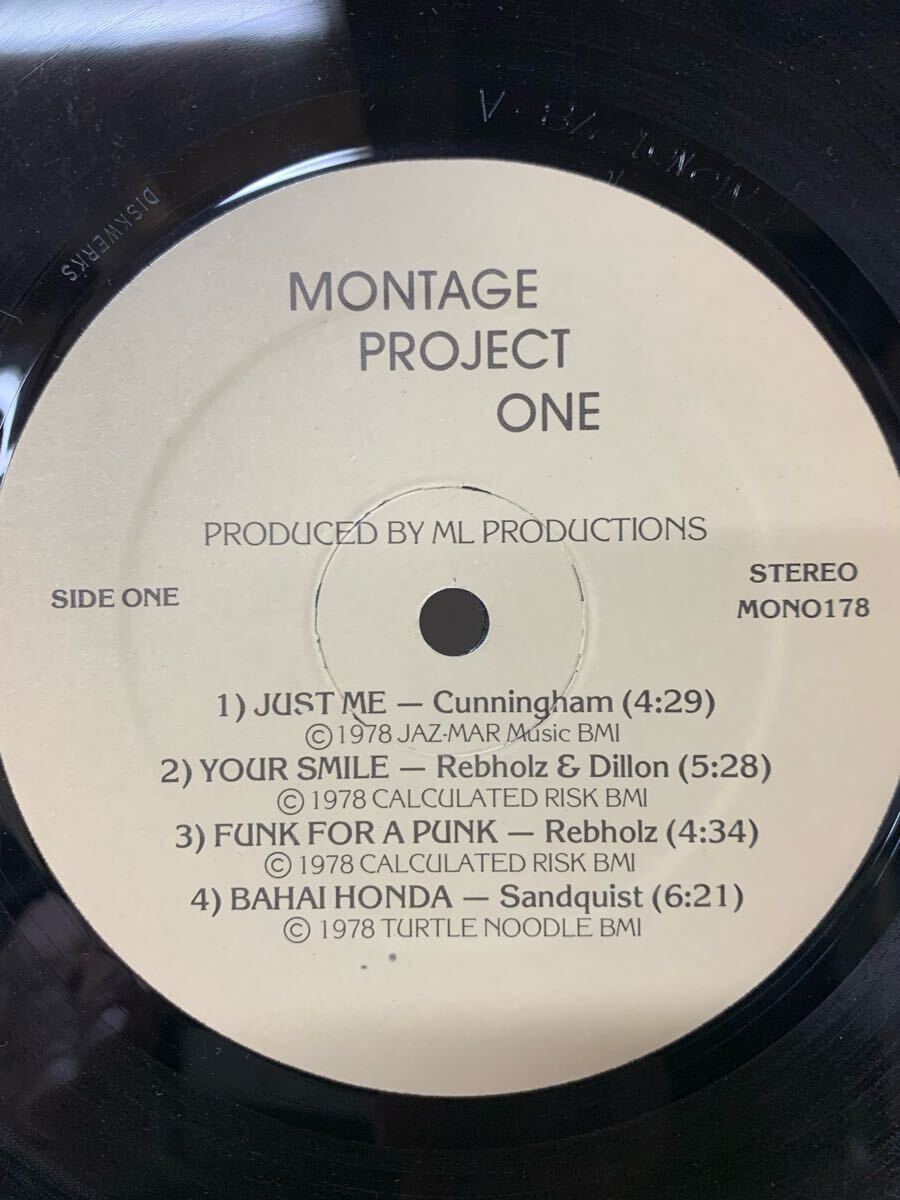 DISKWERKS
MONTAGE
PROJECT
ONE
PRODUCED BY ML PRODUCTIONS
SIDE ONE
STEREO
MONO178
1) JUST ME — Cunningham (4:29)
© 1978 JAZ-MAR Music BMI
2) YOUR SMILE — Rebholz & Dillon (5:28)
© 1978 CALCULATED RISK BMI
3) FUNK FOR A PUNK — Rebholz (4:34)
© 1978 CALCULATED RISK BMI
4) BAHAI HONDA — Sandquist (6:21)
© 1978 TURTLE NOODLE BMI